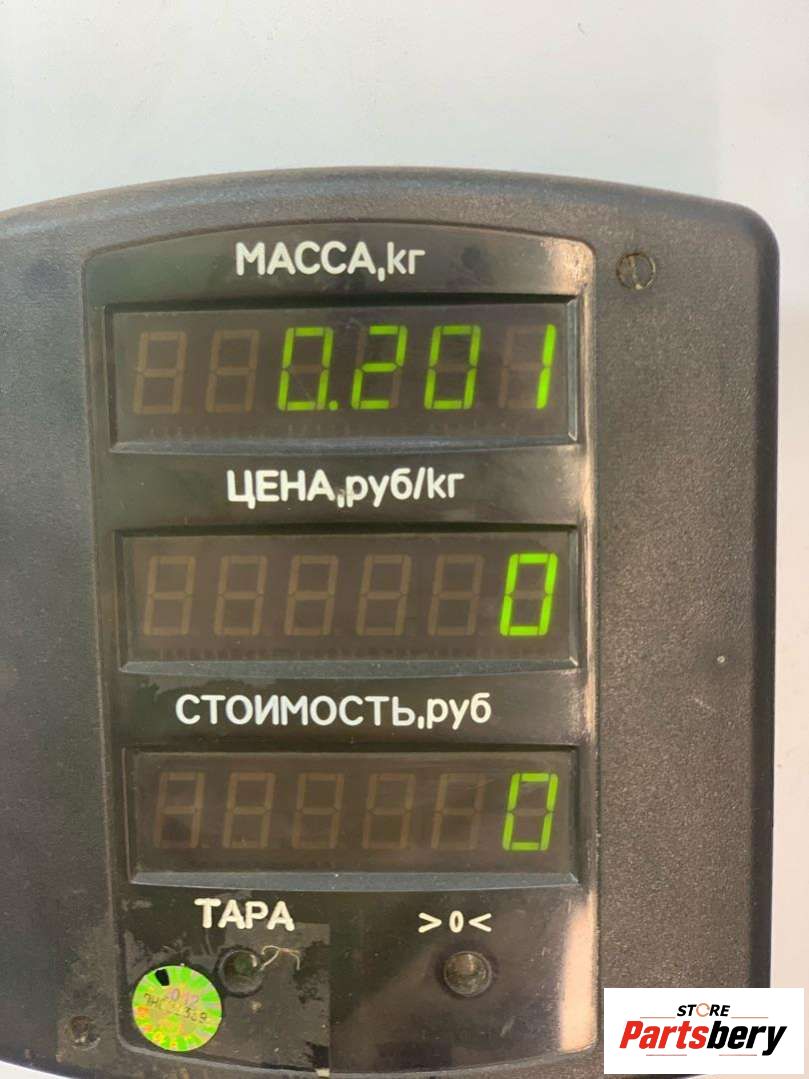 МАССА,кг
0.201
ЦЕНА,руб/кг
0
СТОИМОСТЬ,руб
0
ТАРА >0<
STORE
Partsbery